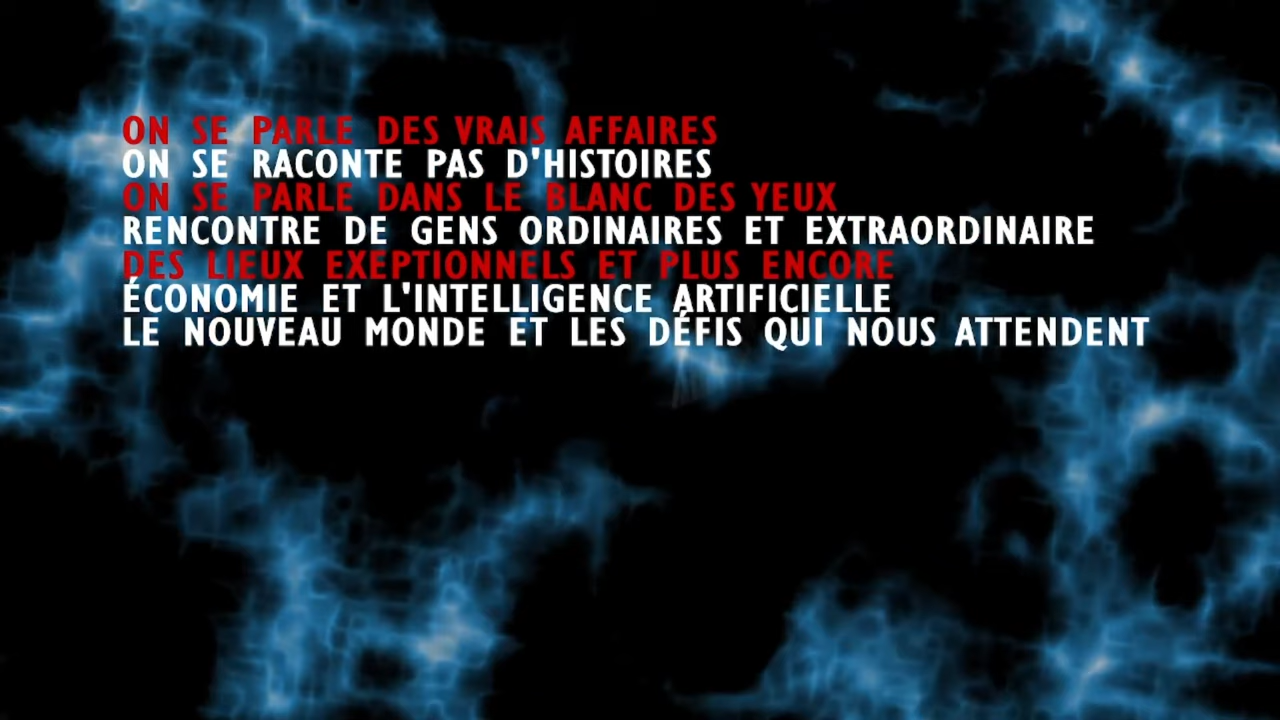 ON SE PARLE DES VRAIS AFFAIRES
ON SE RACONTE PAS D'HISTOIRES
ON SE PARLE DANS LE BLANC DES YEUX
RENCONTRE DE GENS ORDINAIRES ET EXTRAORDINAIRE
DES LIEUX EXEPTIONNELS ET PLUS ENCORE
ÉCONOMIE ET L'INTELLIGENCE ARTIFICIELLE
LE NOUVEAU MONDE ET LES DÉFIS QUI NOUS ATTENDENT